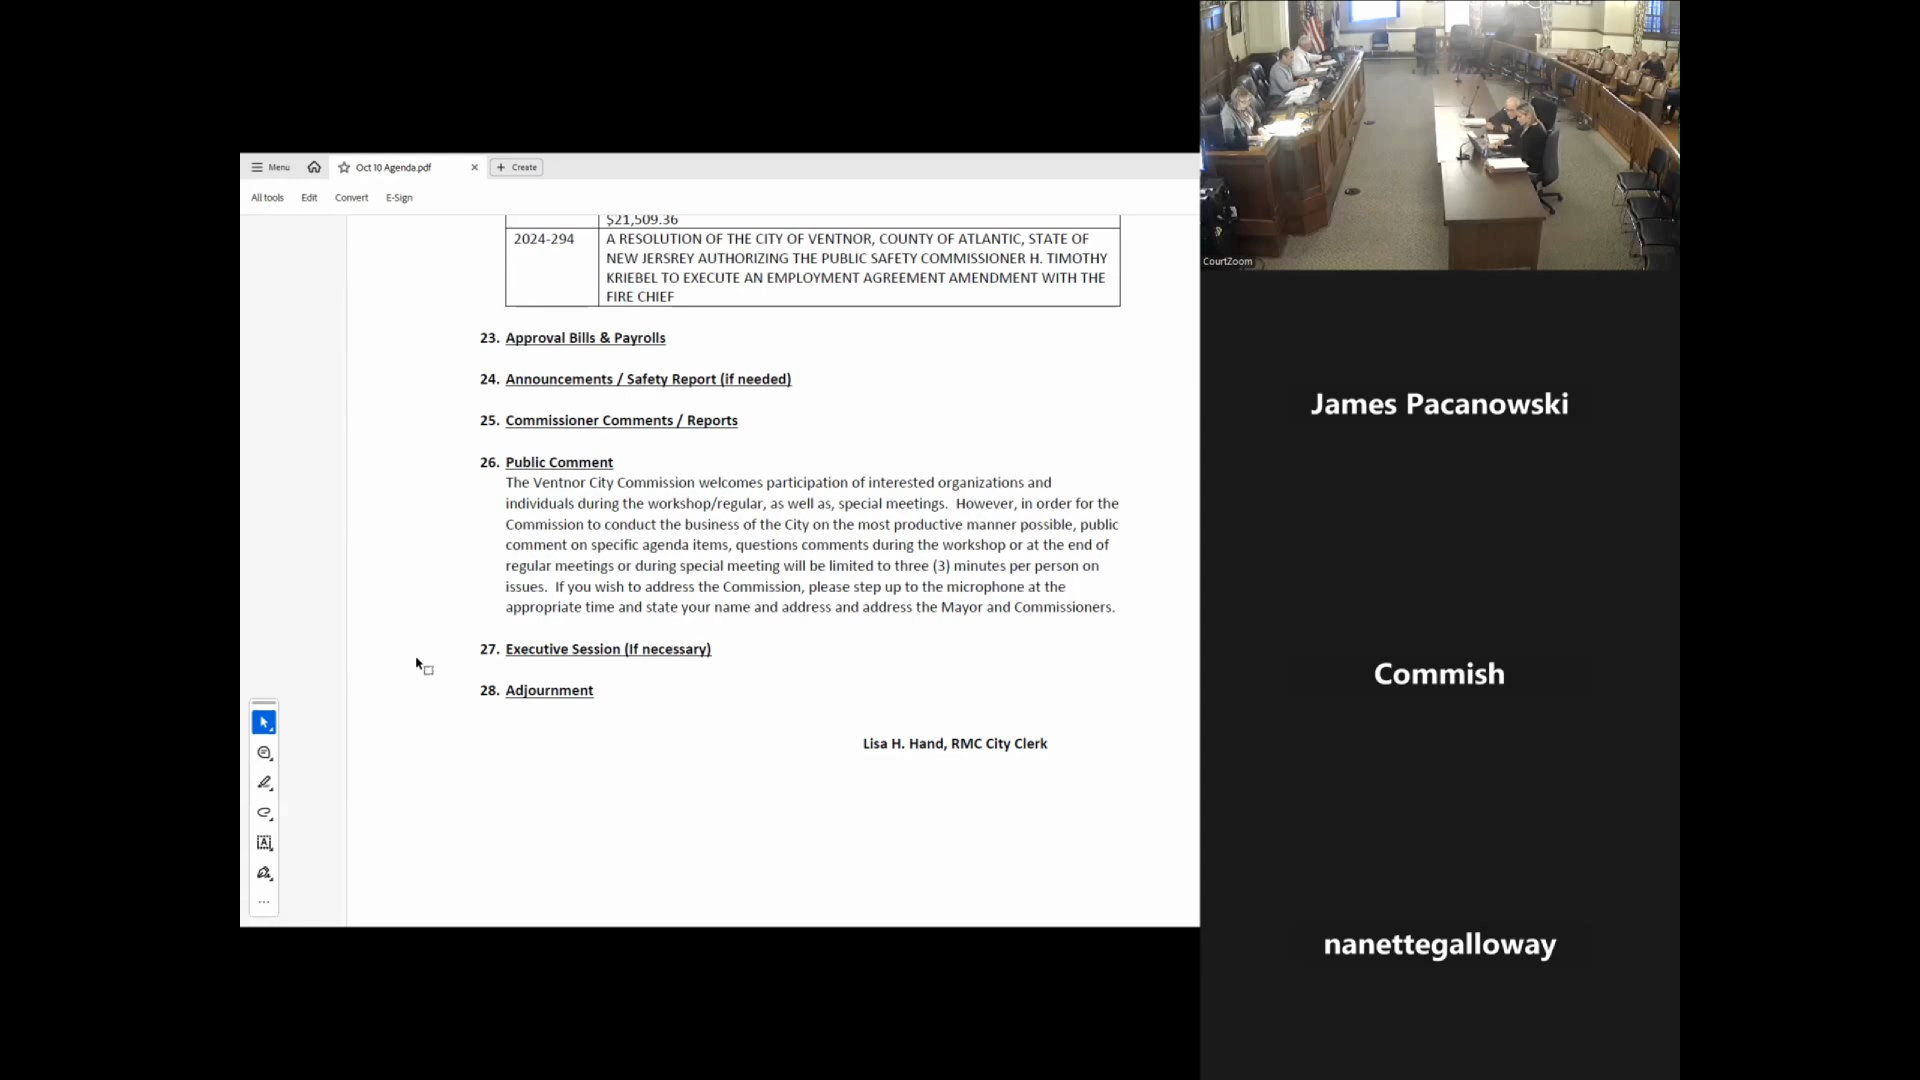 Menu
Oct 10 Agenda.pdf
Create
All tools
Edit
Convert
E-Sign
$21,509.36
2024-294
A RESOLUTION OF THE CITY OF VENTNOR, COUNTY OF ATLANTIC, STATE OF
NEW JERSREY AUTHORIZING THE PUBLIC SAFETY COMMISSIONER H. TIMOTHY
KRIEBEL TO EXECUTE AN EMPLOYMENT AGREEMENT AMENDMENT WITH THE
FIRE CHIEF
23. Approval Bills & Payrolls
24. Announcements / Safety Report (if needed)
25. Commissioner Comments / Reports
26. Public Comment
The Ventnor City Commission welcomes participation of interested organizations and
individuals during the workshop/regular, as well as, special meetings. However, in order for the
Commission to conduct the business of the City on the most productive manner possible, public
comment on specific agenda items, questions comments during the workshop or at the end of
regular meetings or during special meeting will be limited to three (3) minutes per person on
issues. If you wish to address the Commission, please step up to the microphone at the
appropriate time and state your name and address and address the Mayor and Commissioners.
27. Executive Session (If necessary)
28. Adjournment
Lisa H. Hand, RMC City Clerk
CourtZoom
James Pacanowski
Commish
nanettegalloway